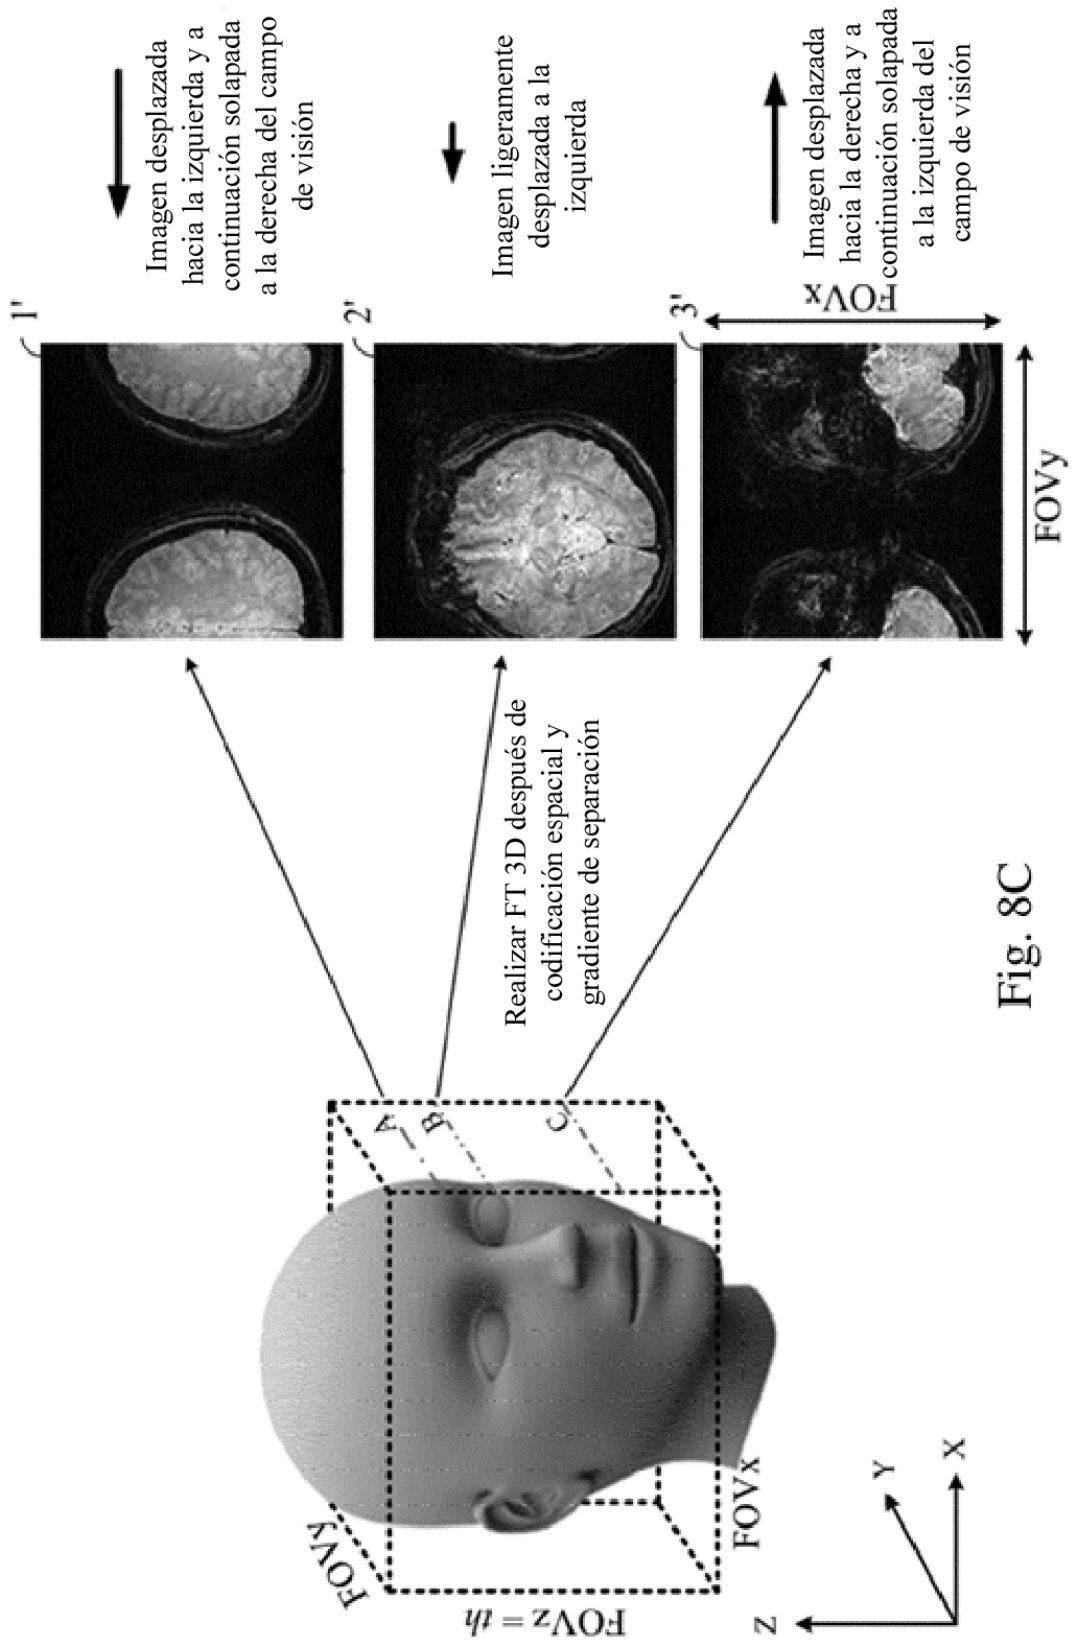 FOVy
FOVz = th
FOVx
Z
Y
X
A
B
C
Realizar FT 3D después de
codificación espacial y
gradiente de separación
1'
2'
3'
FOVx
FOVy
Imagen desplazada
hacia la izquierda y a
continuación solapada
a la derecha del campo
de visión
Imagen ligeramente
desplazada a la
izquierda
Imagen desplazada
hacia la derecha y a
continuación solapada
a la izquierda del
campo de visión
Fig. 8C